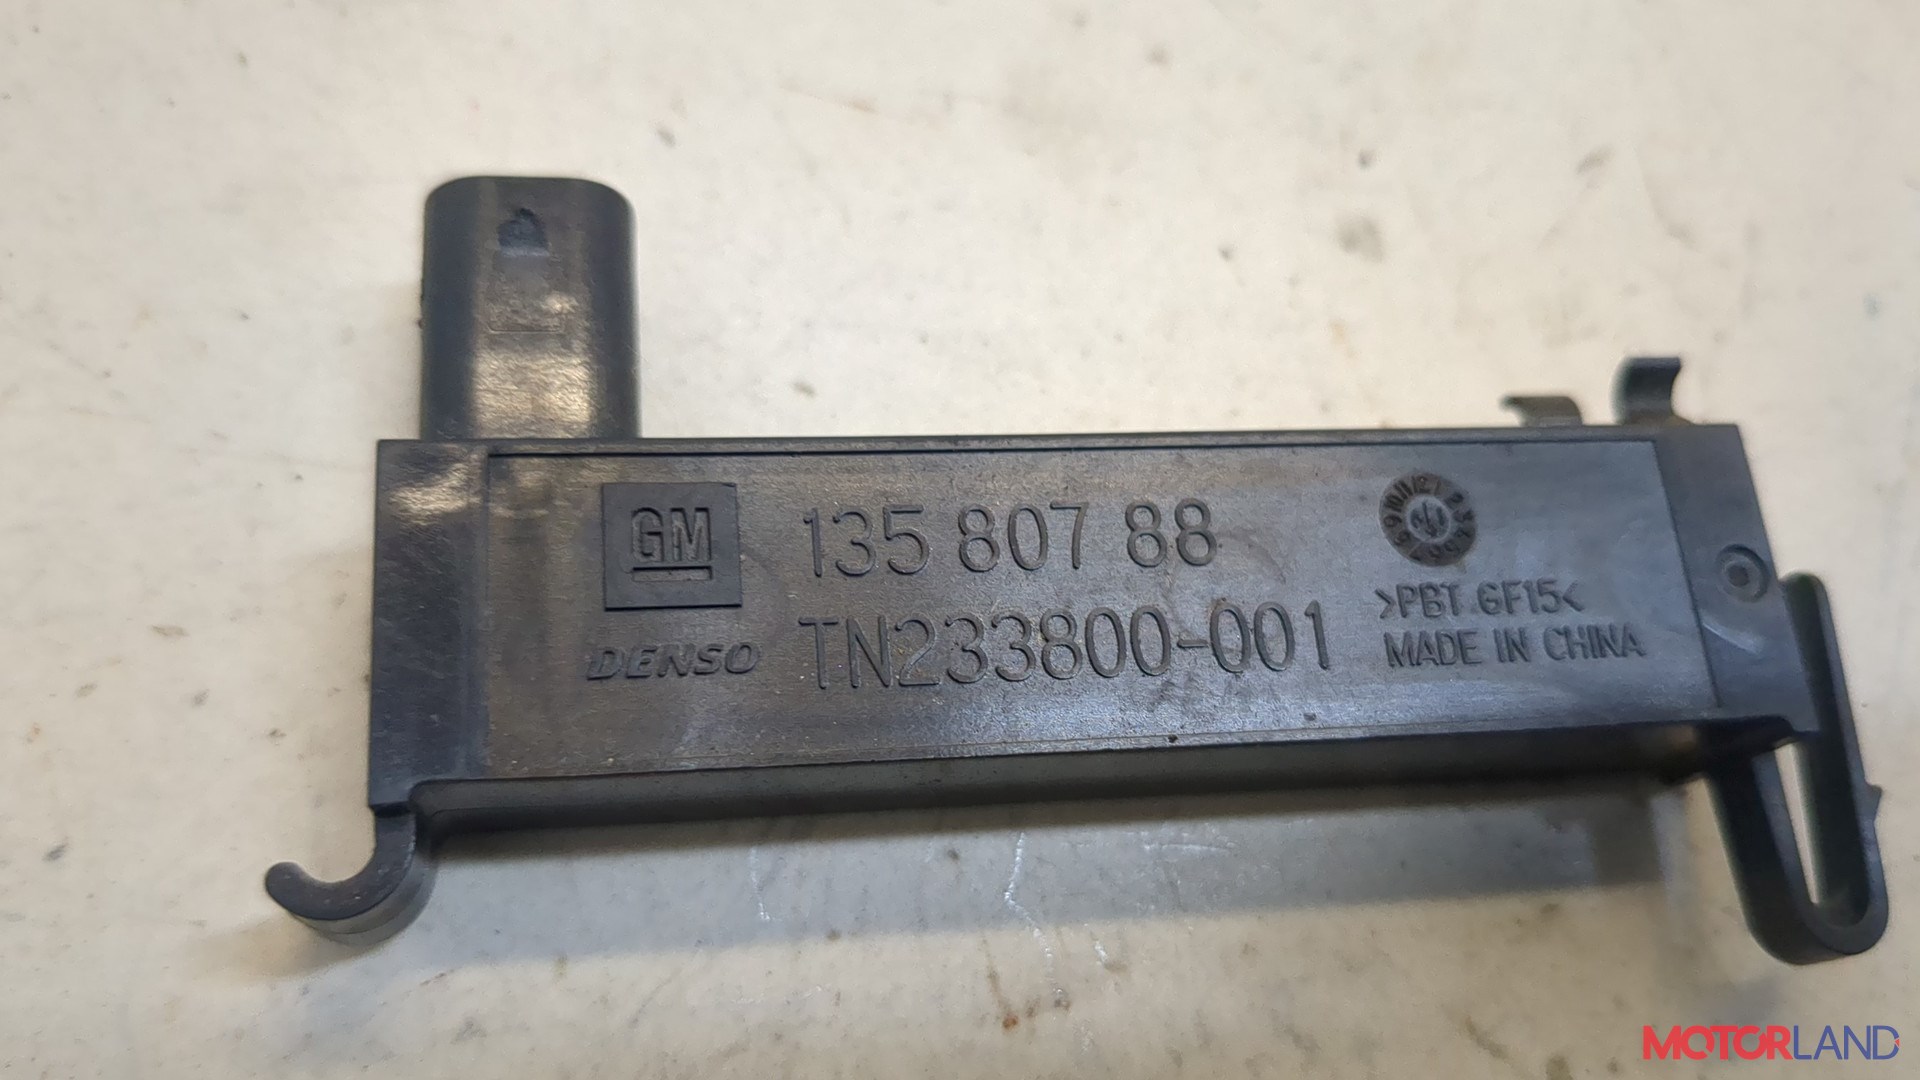 GM
135 807 88
DENSO
TN233800-001
>PBT GF15<
MADE IN CHINA
MOTORLAND